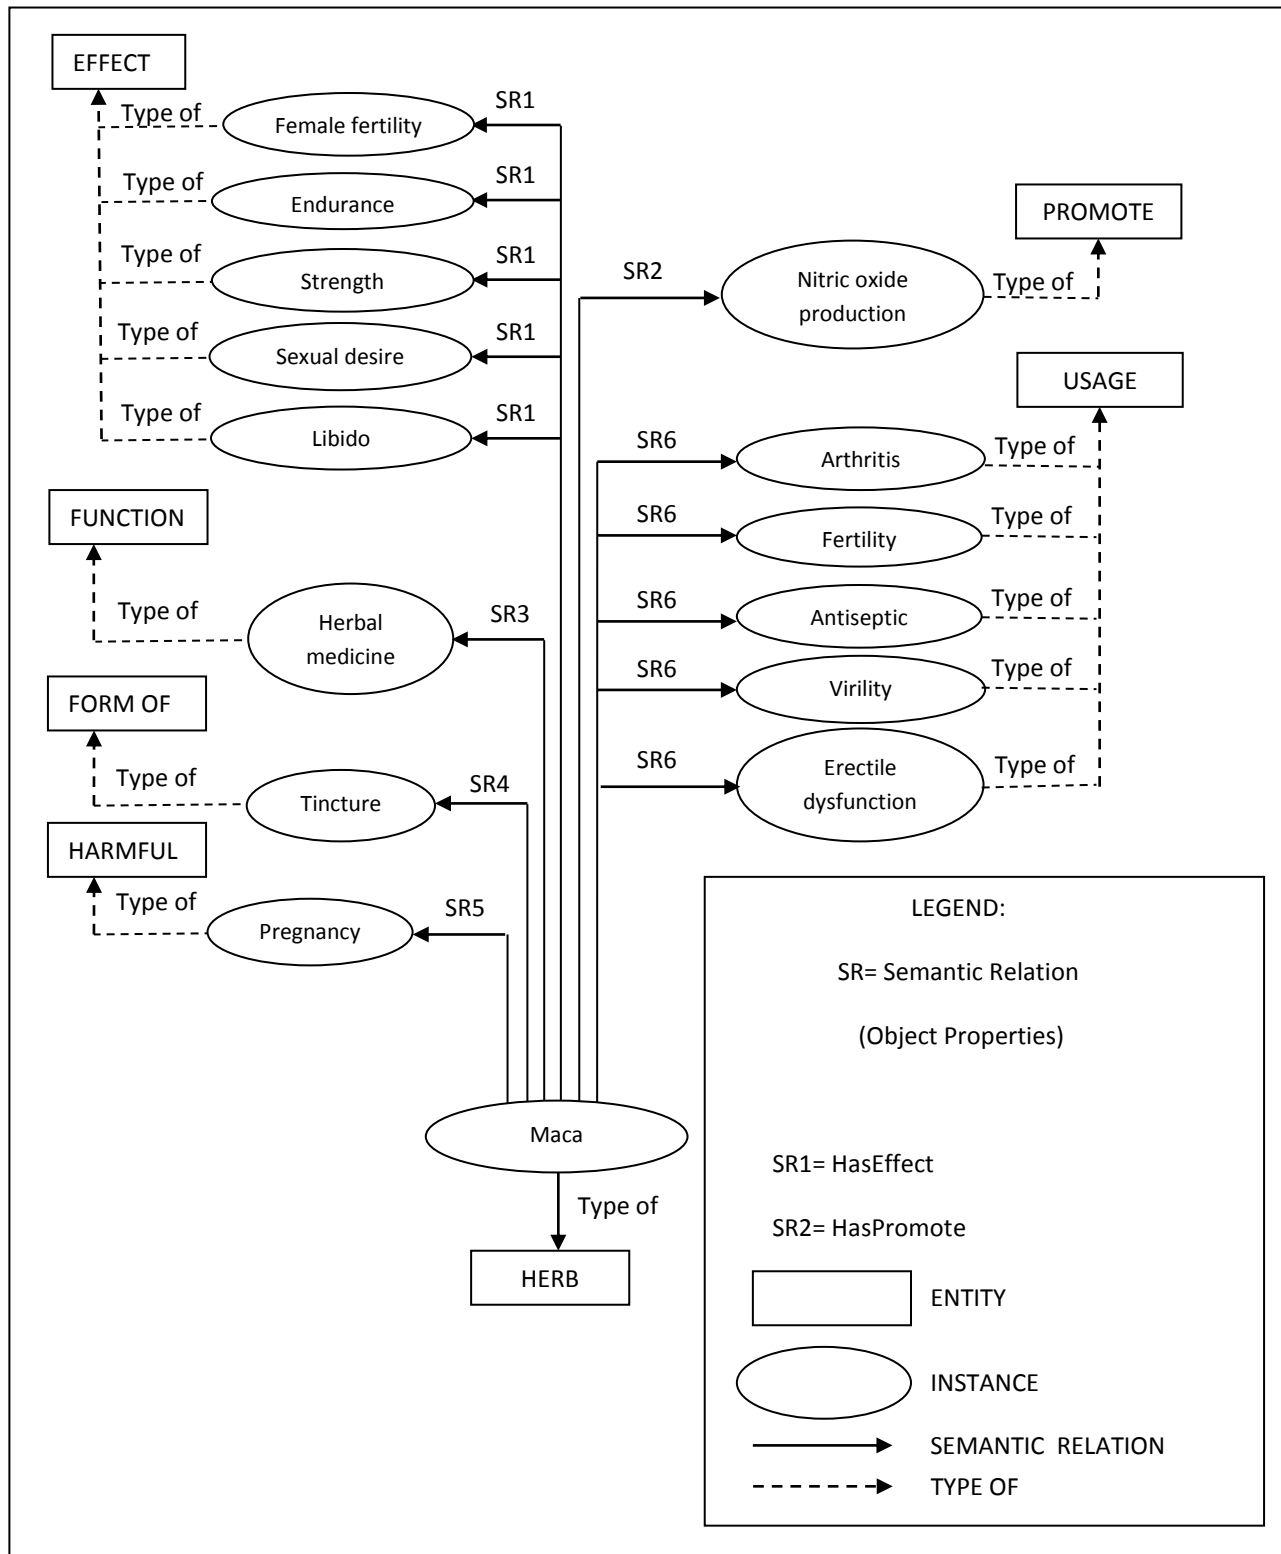 EFFECT
Type of
Female fertility
SR1
Type of
Endurance
SR1
Type of
Strength
SR1
Type of
Sexual desire
SR1
Type of
Libido
SR1
FUNCTION
Type of
Herbal
medicine
SR3
FORM OF
Type of
Tincture
SR4
HARMFUL
Type of
Pregnancy
SR5
PROMOTE
SR2
Nitric oxide
production
Type of
USAGE
SR6
Arthritis
Type of
SR6
Fertility
Type of
SR6
Antiseptic
Type of
SR6
Virility
Type of
SR6
Erectile
dysfunction
Type of
Maca
Type of
HERB
LEGEND:
SR= Semantic Relation
(Object Properties)
SR1= HasEffect
SR2= HasPromote
ENTITY
INSTANCE
SEMANTIC RELATION
TYPE OF